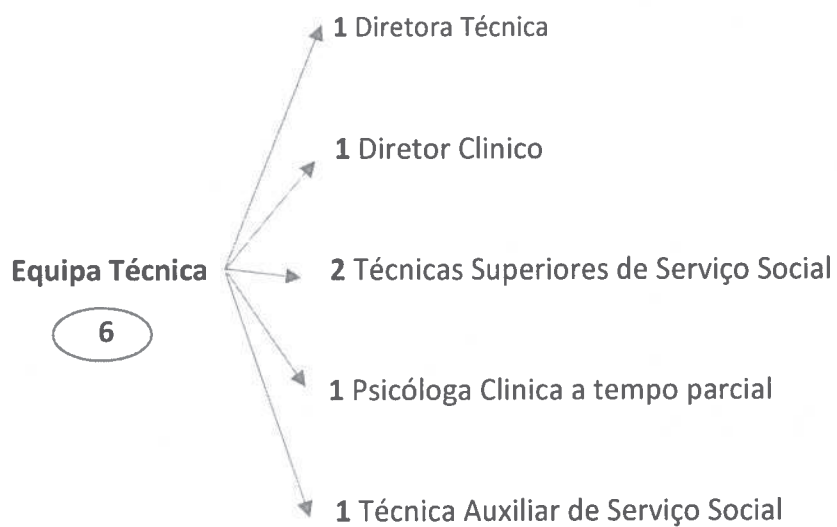 1 Diretora Técnica
1 Diretor Clinico
Equipa Técnica
6
2 Técnicas Superiores de Serviço Social
1 Psicóloga Clinica a tempo parcial
1 Técnica Auxiliar de Serviço Social